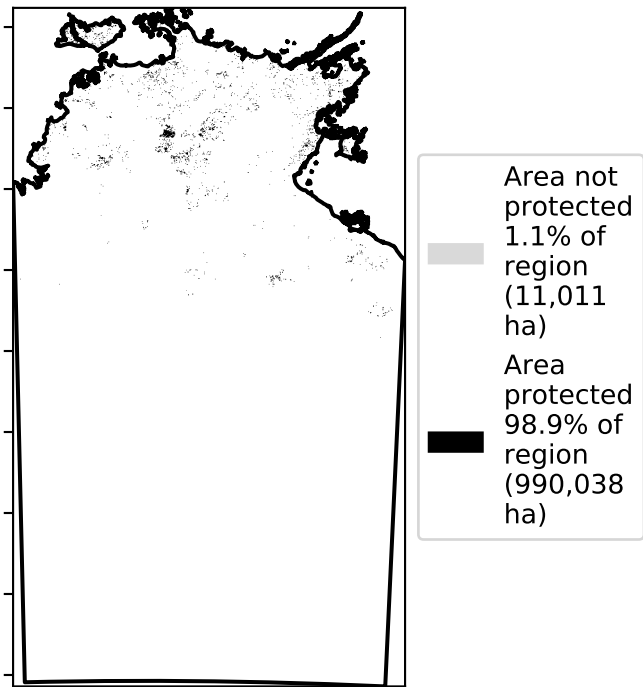 Area not
protected
1.1% of
region
(11,011
ha)
Area
protected
98.9% of
region
(990,038
ha)